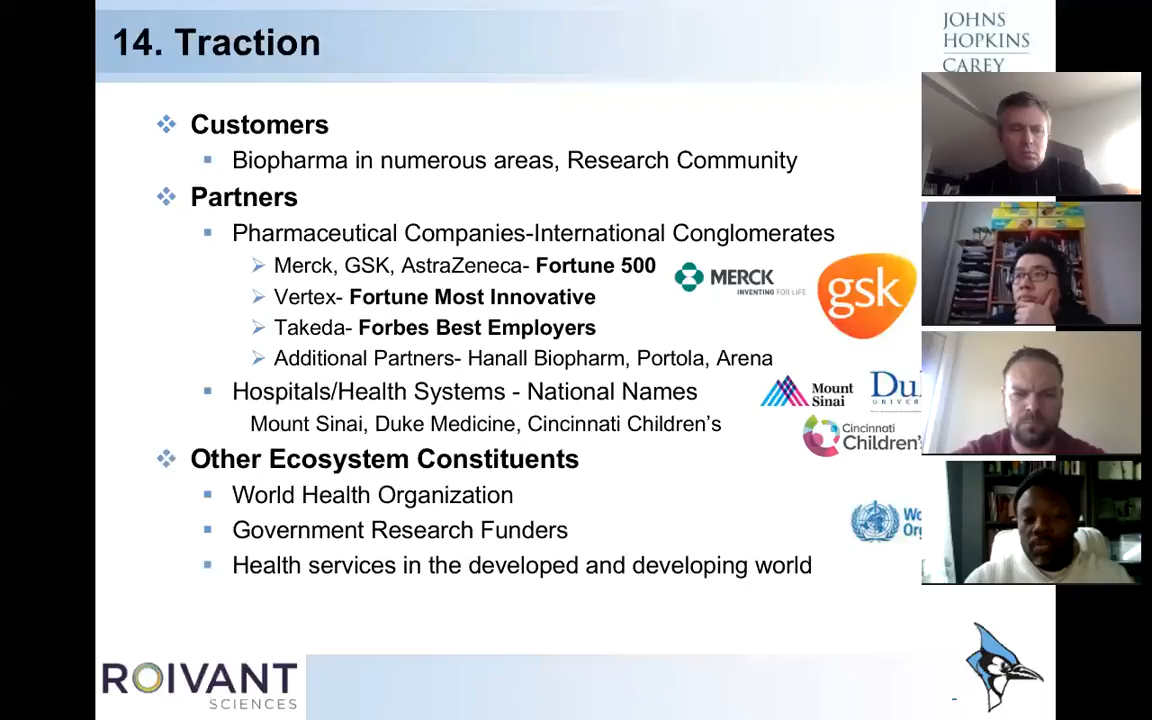 14. Traction
JOHNS
HOPKINS
CAREY
Customers
Biopharma in numerous areas, Research Community
Partners
Pharmaceutical Companies-International Conglomerates
Merck, GSK, AstraZeneca- Fortune 500
MERCK
INVENTING FOR LIFE
gsk
Vertex- Fortune Most Innovative
Takeda- Forbes Best Employers
Additional Partners- Hanall Biopharm, Portola, Arena
Hospitals/Health Systems - National Names
Mount
Sinai
Mount Sinai, Duke Medicine, Cincinnati Children's
Cincinnati
Children's
Other Ecosystem Constituents
World Health Organization
Government Research Funders
Health services in the developed and developing world
ROIVANT
SCIENCES